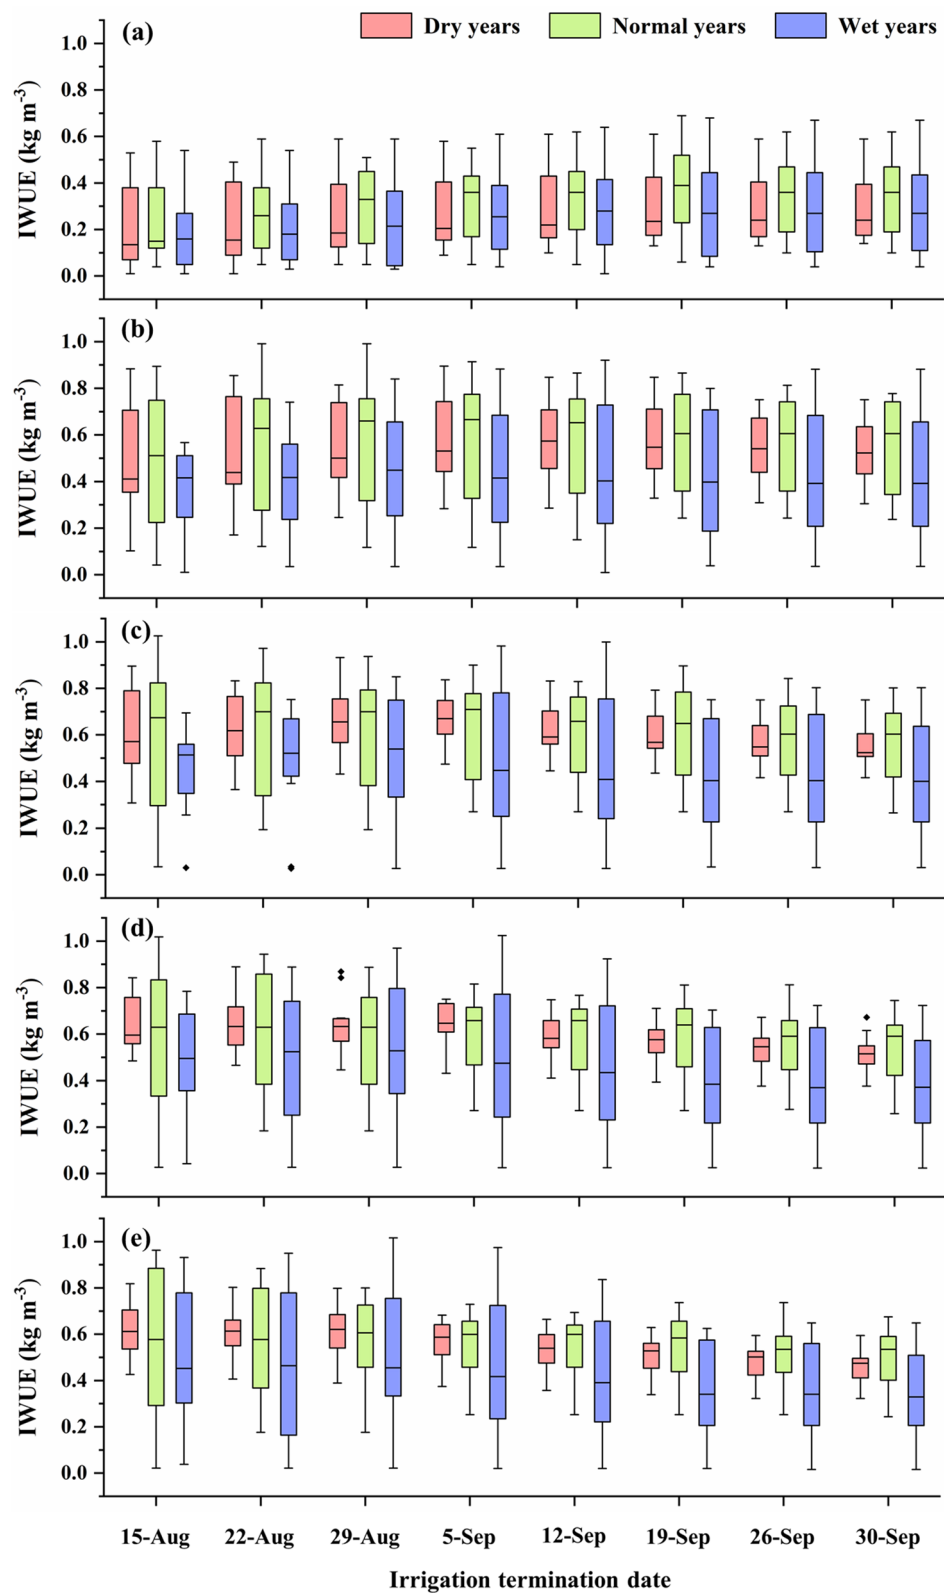 (a) Dry years Normal years Wet years
1.0
0.8
0.6
0.4
0.2
0.0
IWUE (kg m⁻³)
(b)
1.0
0.8
0.6
0.4
0.2
0.0
IWUE (kg m⁻³)
(c)
1.0
0.8
0.6
0.4
0.2
0.0
IWUE (kg m⁻³)
(d)
1.0
0.8
0.6
0.4
0.2
0.0
IWUE (kg m⁻³)
(e)
1.0
0.8
0.6
0.4
0.2
0.0
IWUE (kg m⁻³)
15-Aug 22-Aug 29-Aug 5-Sep 12-Sep 19-Sep 26-Sep 30-Sep
Irrigation termination date